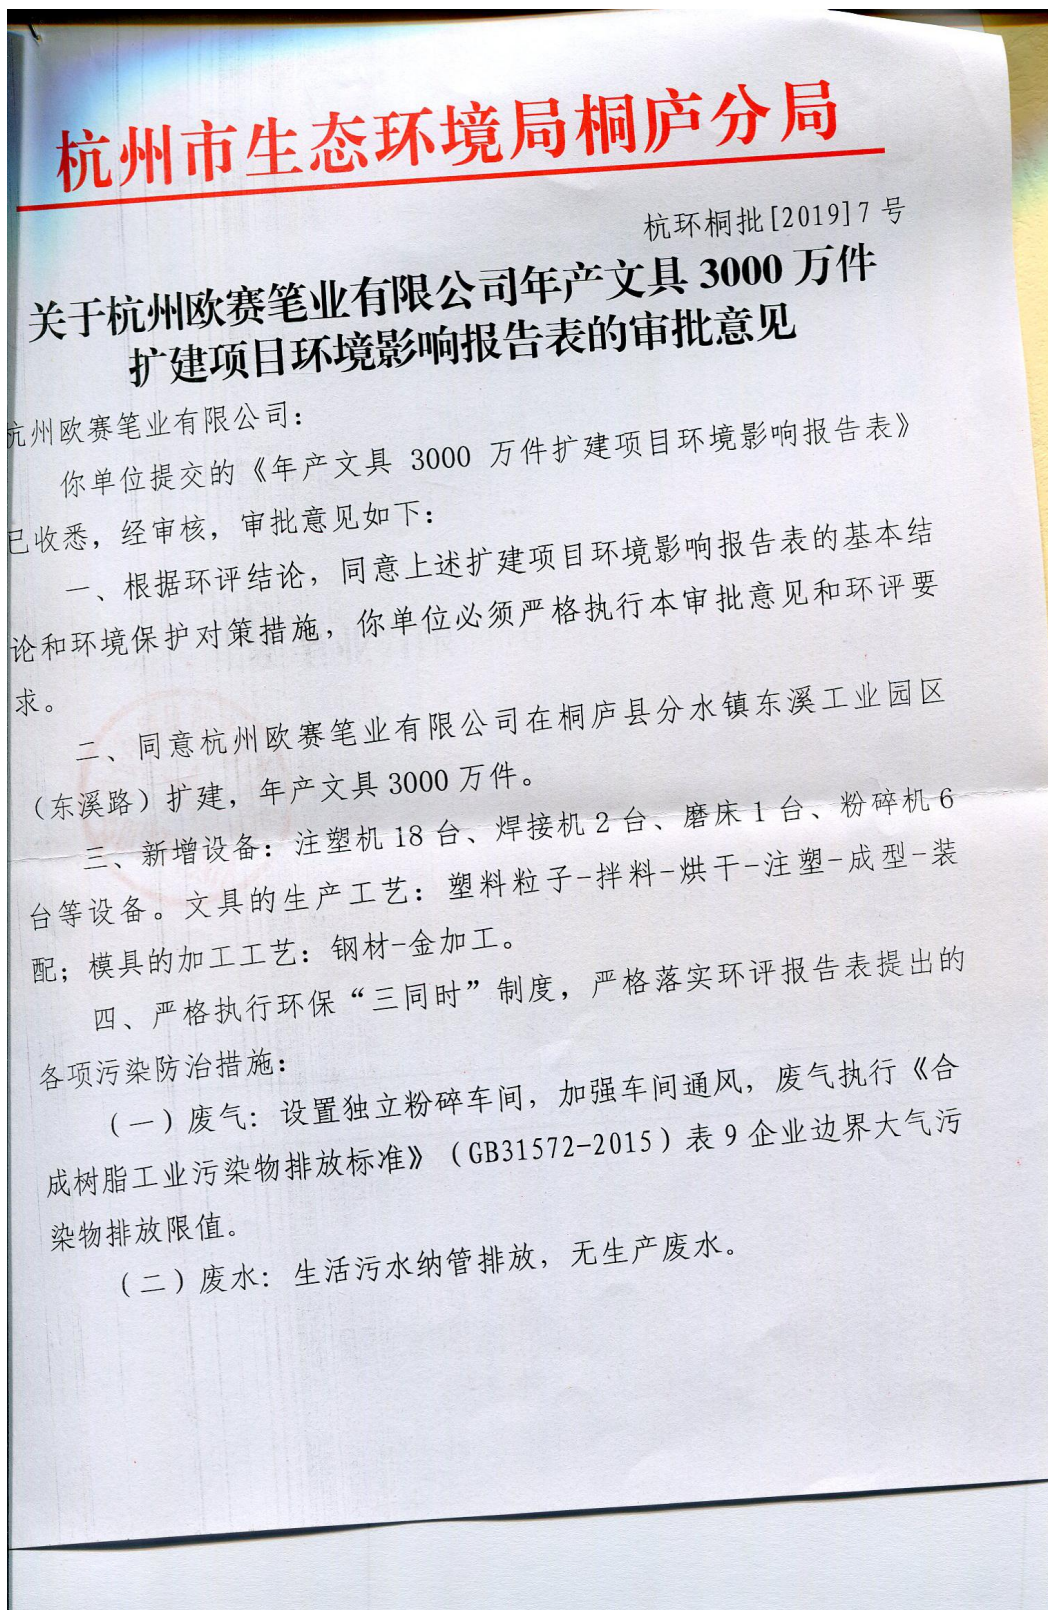 杭州市生态环境局桐庐分局
杭环桐批[2019]7号
关于杭州欧赛笔业有限公司年产文具3000万件
扩建项目环境影响报告表的审批意见
杭州欧赛笔业有限公司：
你单位提交的《年产文具 3000 万件扩建项目环境影响报告表》
已收悉，经审核，审批意见如下：
一、根据环评结论，同意上述扩建项目环境影响报告表的基本结
论和环境保护对策措施，你单位必须严格执行本审批意见和环评要
求。
二、同意杭州欧赛笔业有限公司在桐庐县分水镇东溪工业园区
（东溪路）扩建，年产文具3000万件。
三、新增设备：注塑机18台、焊接机2台、磨床1台、粉碎机6
台等设备。文具的生产工艺：塑料粒子-拌料-烘干-注塑-成型-装
配；模具的加工工艺：钢材-金加工。
四、严格执行环保“三同时”制度，严格落实环评报告表提出的
各项污染防治措施：
（一）废气：设置独立粉碎车间，加强车间通风，废气执行《合
成树脂工业污染物排放标准》（GB31572-2015）表9企业边界大气污
染物排放限值。
（二）废水：生活污水纳管排放，无生产废水。